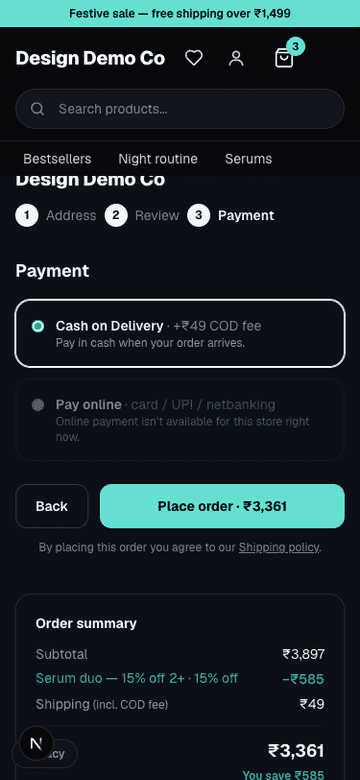 Festive sale — free shipping over ₹1,499
Design Demo Co
3
Search products...
Bestsellers Night routine Serums
Design Demo Co
1 Address 2 Review 3 Payment
Payment
Cash on Delivery · +₹49 COD fee
Pay in cash when your order arrives.
Pay online · card / UPI / netbanking
Online payment isn't available for this store right
now.
Back
Place order · ₹3,361
By placing this order you agree to our Shipping policy.
Order summary
Subtotal ₹3,897
Serum duo — 15% off 2+ · 15% off −₹585
Shipping (incl. COD fee) ₹49
N
₹3,361
You save ₹585